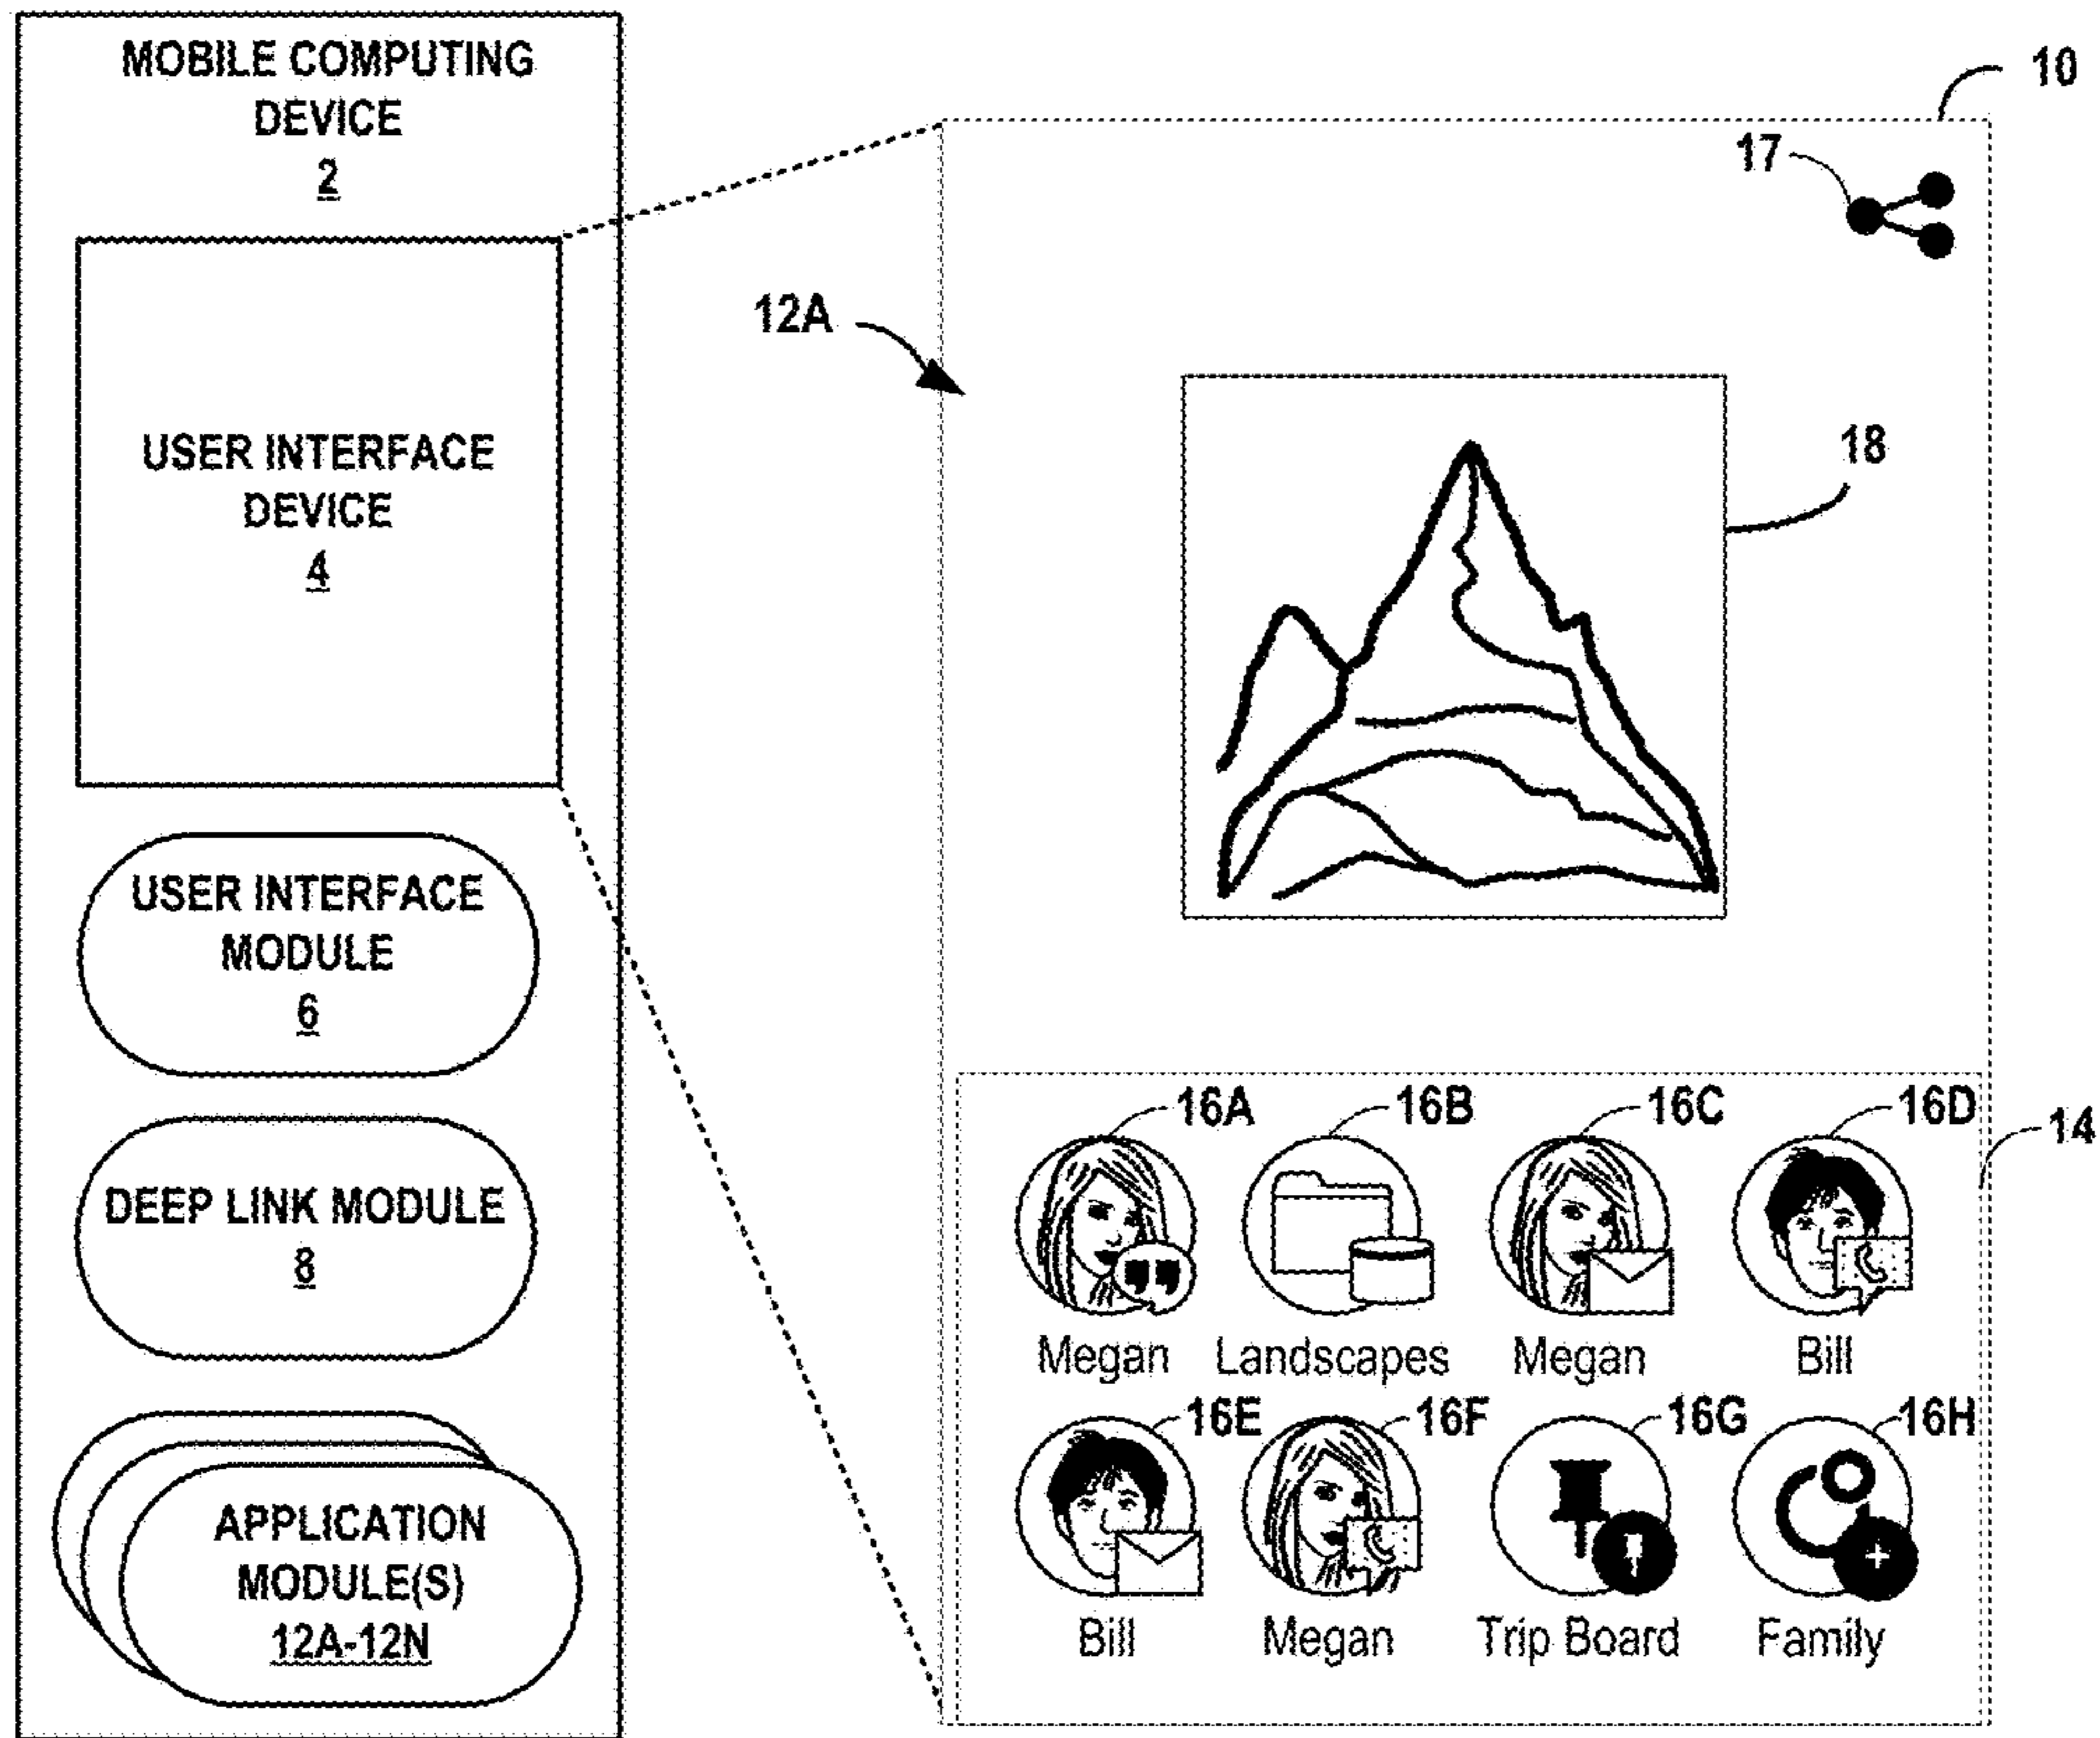 MOBILE COMPUTING
DEVICE
2
USER INTERFACE
DEVICE
4
USER INTERFACE
MODULE
6
DEEP LINK MODULE
8
APPLICATION
MODULE(S)
12A-12N
10
17
12A
18
16A
16B
16C
16D
14
Megan
Landscapes
Megan
Bill
16E
16F
16G
16H
Bill
Megan
Trip Board
Family